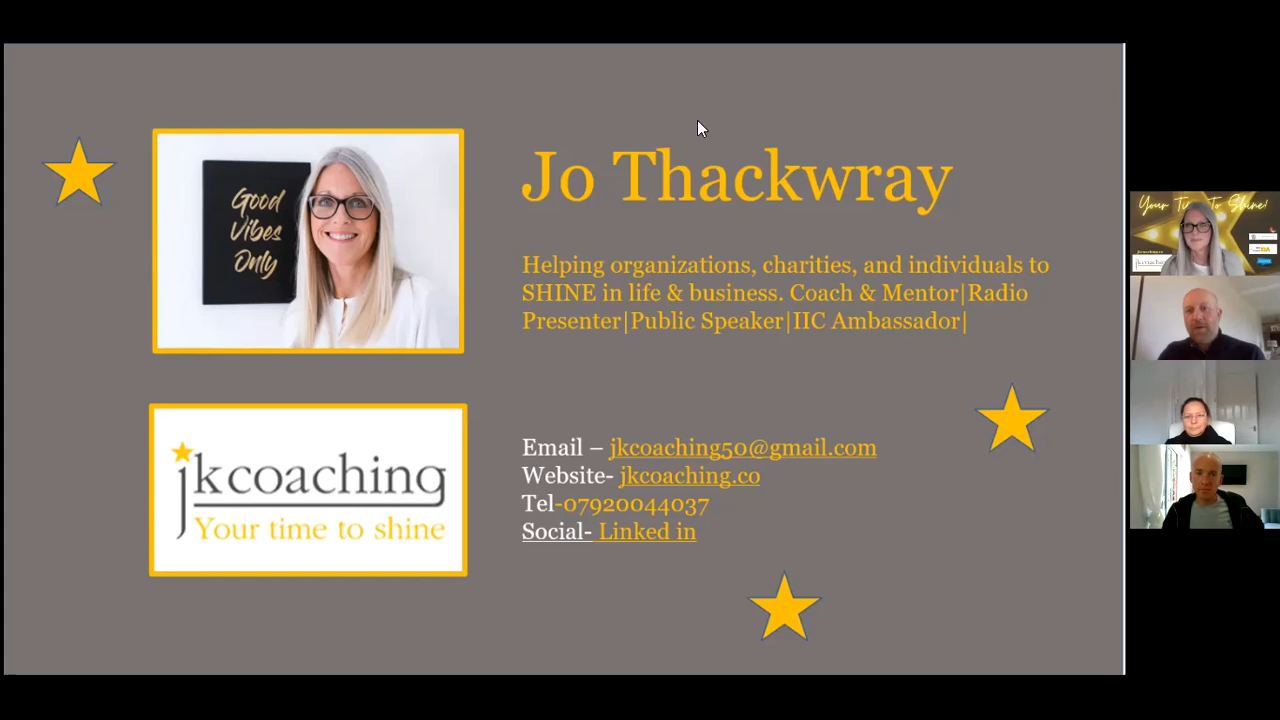 Jo Thackwray
Helping organizations, charities, and individuals to
SHINE in life & business. Coach & Mentor|Radio
Presenter|Public Speaker|IIC Ambassador|
Good
Vibes
Only
jkcoaching
Your time to shine
Email – jkcoaching50@gmail.com
Website- jkcoaching.co
Tel-07920044037
Social- Linked in
Your Time To Shine!